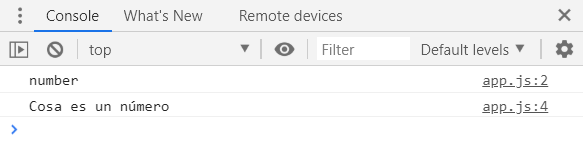 Console What's New Remote devices
top Filter Default levels
number app.js:2
Cosa es un número app.js:4